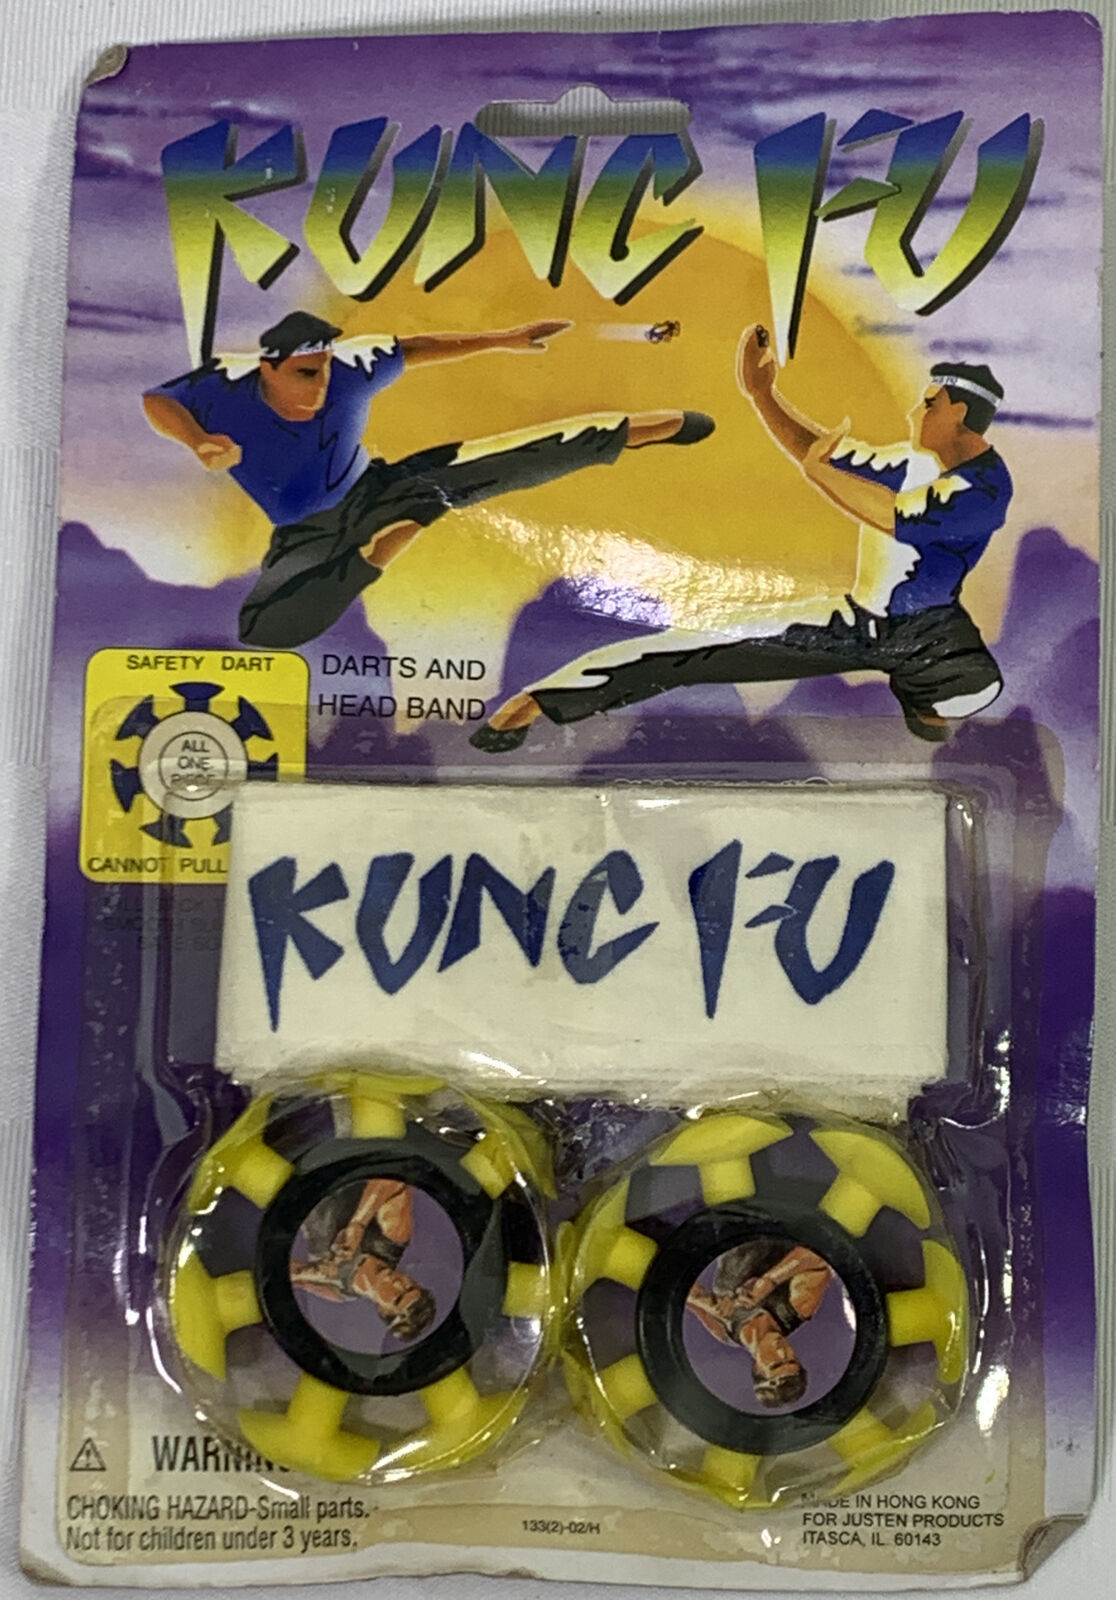 KUNG FU
SAFETY DART
ALL
ONE
PIECE
CANNOT PULL
DARTS AND
HEAD BAND
KUNG FU
WARNING
CHOKING HAZARD-Small parts.
Not for children under 3 years.
133(2)-02/H
MADE IN HONG KONG
FOR JUSTEN PRODUCTS
ITASCA, IL. 60143